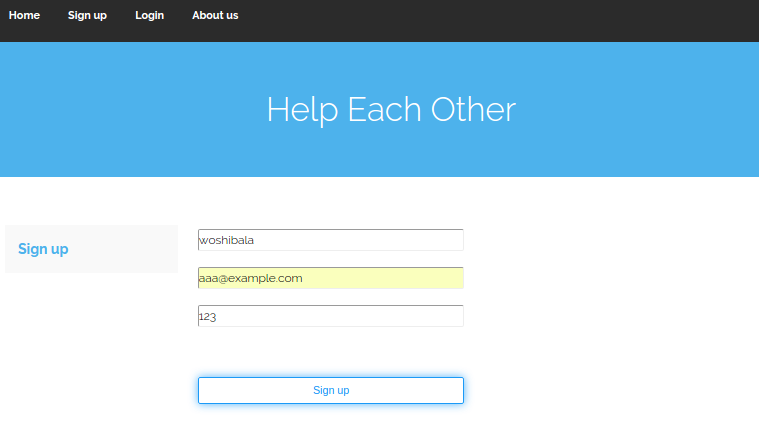 Home Sign up Login About us
Help Each Other
Sign up
woshibala
aaa@example.com
123
Sign up